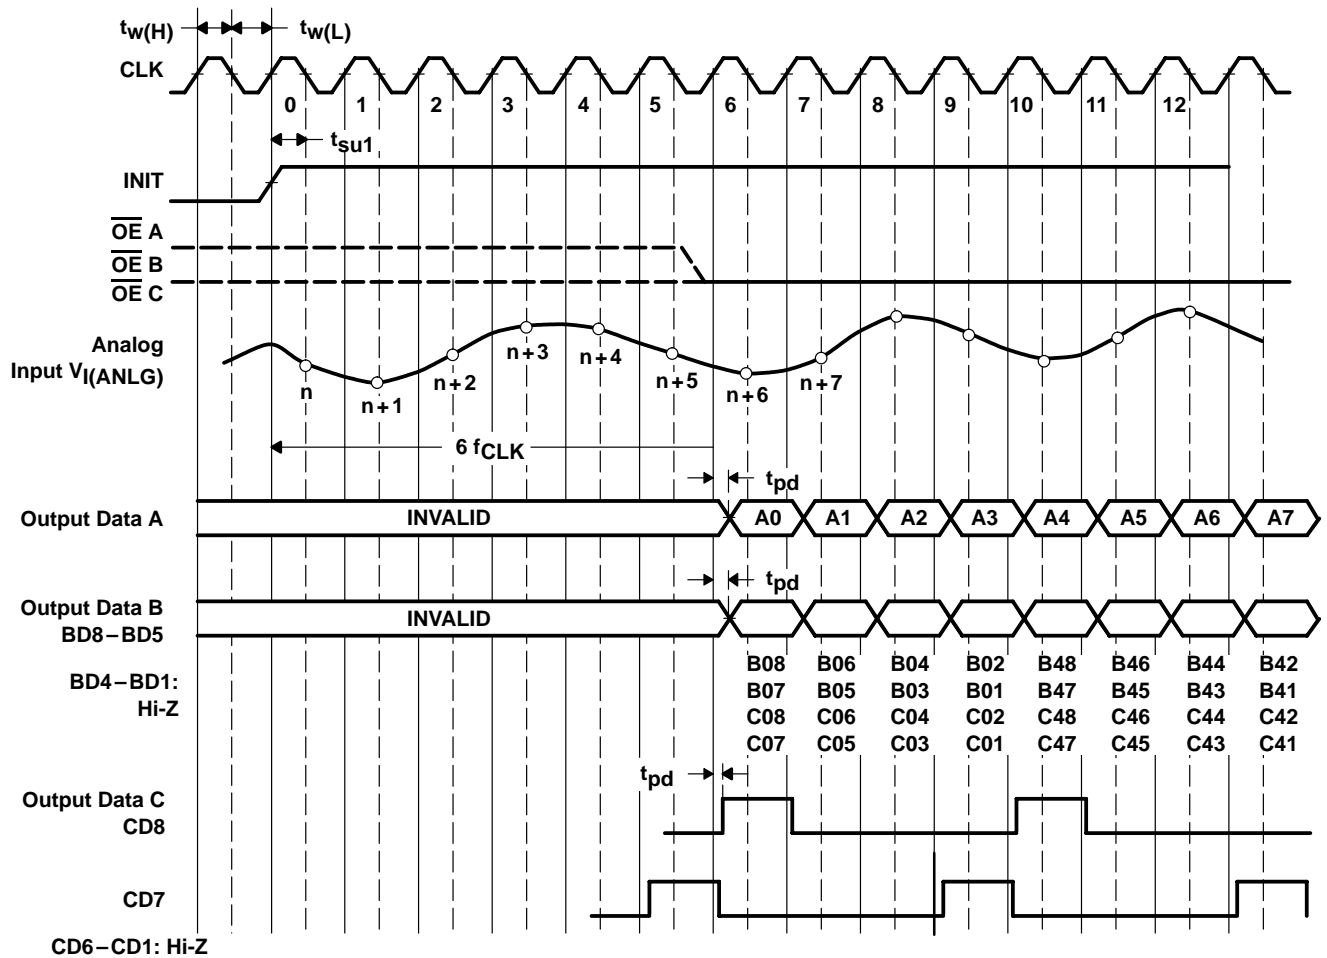 tw(H) tw(L)
CLK
0 1 2 3 4 5 6 7 8 9 10 11 12
tsu1
INIT
OE A
OE B
OE C
Analog
Input VI(ANLG)
n n+1 n+2 n+3 n+4 n+5 n+6 n+7
6 fCLK
tpd
Output Data A INVALID A0 A1 A2 A3 A4 A5 A6 A7
tpd
Output Data B
BD8–BD5
INVALID
BD4–BD1:
Hi-Z
B08 B06 B04 B02 B48 B46 B44 B42
B07 B05 B03 B01 B47 B45 B43 B41
C08 C06 C04 C02 C48 C46 C44 C42
C07 C05 C03 C01 C47 C45 C43 C41
tpd
Output Data C
CD8
CD7
CD6–CD1: Hi-Z